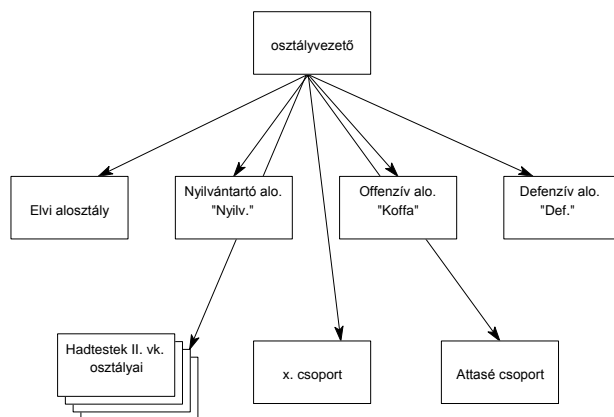 osztályvezető
Elvi alosztály
Nyilvántartó alo.
"Nyilv."
Offenzív alo.
"Koffa"
Defenzív alo.
"Def."
Hadtestek II. vk.
osztályai
x. csoport
Attasé csoport